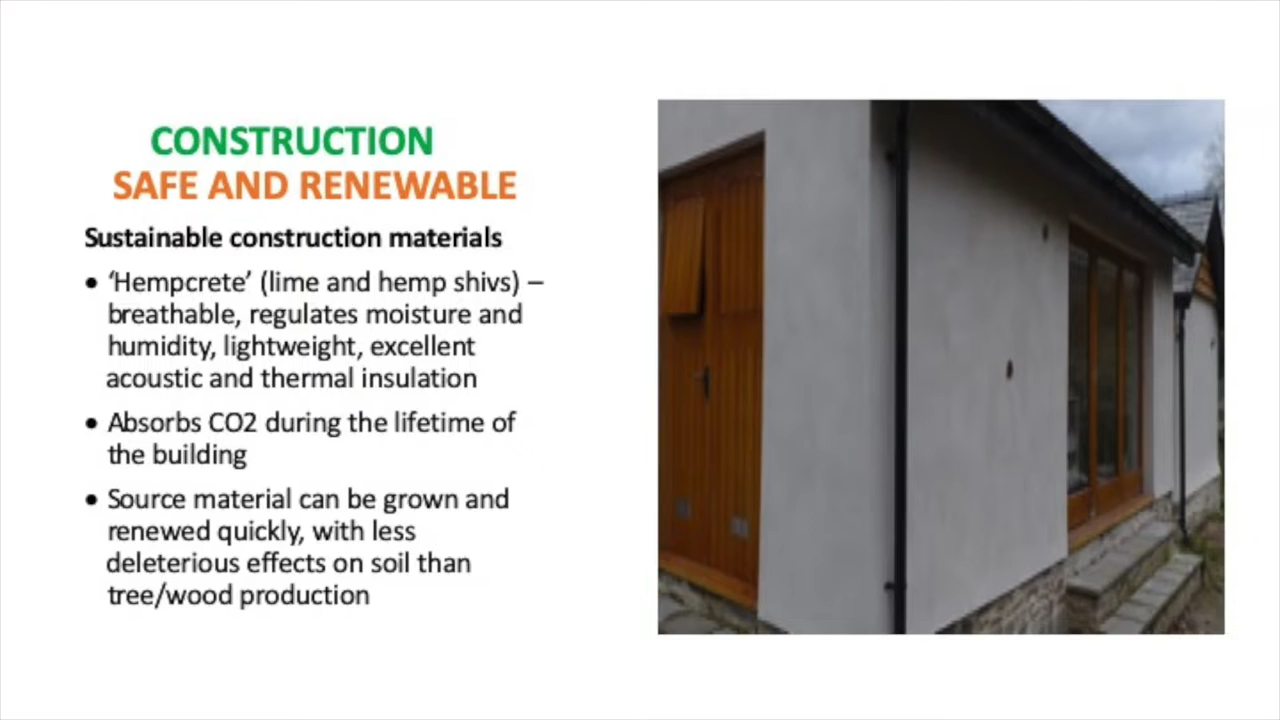 CONSTRUCTION
SAFE AND RENEWABLE
Sustainable construction materials
• ‘Hempcrete’ (lime and hemp shivs) –
breathable, regulates moisture and
humidity, lightweight, excellent
acoustic and thermal insulation
• Absorbs CO2 during the lifetime of
the building
• Source material can be grown and
renewed quickly, with less
deleterious effects on soil than
tree/wood production